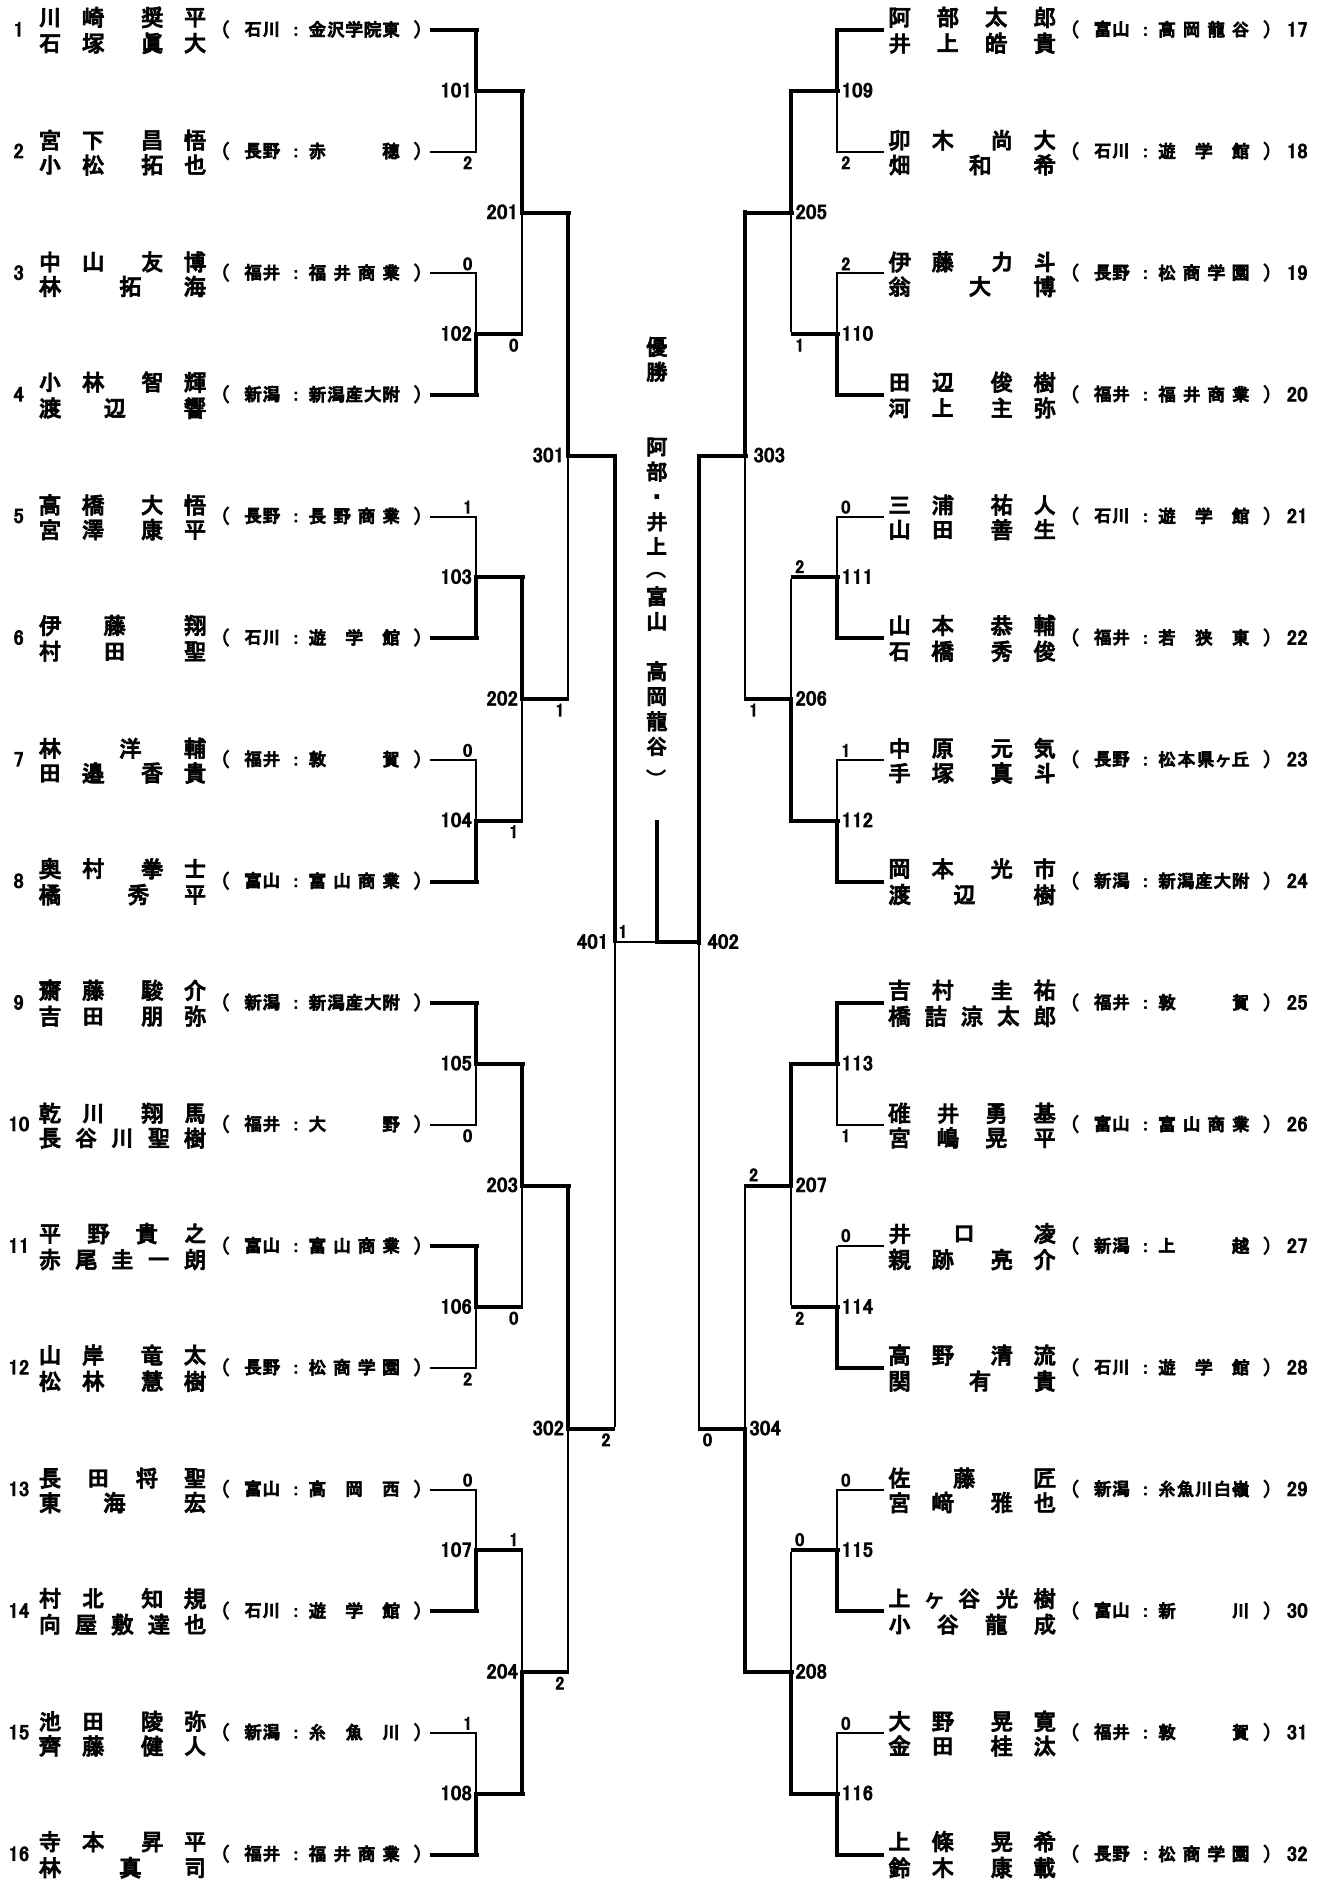 1 川崎奨平 石塚眞大 （石川：金沢学院東）
101
2 宮下昌悟 小松拓也 （長野：赤穂） 2
201
3 中山友博 林拓海 （福井：福井商業） 0
102 0
4 小林智輝 渡辺響 （新潟：新潟産大附）
301
5 高橋大悟 宮澤康平 （長野：長野商業） 1
103
6 伊藤翔 村田聖 （石川：遊学館）
202 1
7 林洋輔 田邉香貴 （福井：敦賀） 0
104 1
8 奥村拳士 橘秀平 （富山：富山商業）
401 1
9 齋藤駿介 吉田朋弥 （新潟：新潟産大附）
105
10 乾川翔馬 長谷川聖樹 （福井：大野） 0
203
11 平野貴之 赤尾圭一朗 （富山：富山商業）
106 0
12 山岸竜太 松林慧樹 （長野：松商学園） 2
302 2
13 長田将聖 東海宏 （富山：高岡西） 0
107 1
14 村北知規 向屋敷達也 （石川：遊学館）
204 2
15 池田陵弥 齊藤健人 （新潟：糸魚川） 1
108
16 寺本昇平 林真司 （福井：福井商業）
優勝 阿部・井上（富山 高岡龍谷）
阿部太郎 井上皓貴 （富山：高岡龍谷） 17
109
2 卯木尚大 畑和希 （石川：遊学館） 18
205
2 伊藤力斗 翁大博 （長野：松商学園） 19
1 110
田辺俊樹 河上主弥 （福井：福井商業） 20
303
0 三浦祐人 山田善生 （石川：遊学館） 21
2 111
山本恭輔 石橋秀俊 （福井：若狭東） 22
1 206
1 中原元気 手塚真斗 （長野：松本県ヶ丘） 23
112
岡本光市 渡辺樹 （新潟：新潟産大附） 24
402
吉村圭祐 橋詰涼太郎 （福井：敦賀） 25
113
1 碓井勇基 宮嶋晃平 （富山：富山商業） 26
2 207
0 井口凌 親跡亮介 （新潟：上越） 27
2 114
高野清流 関有貴 （石川：遊学館） 28
0 304
0 佐藤匠 宮﨑雅也 （新潟：糸魚川白嶺） 29
0 115
上ヶ谷光樹 小谷龍成 （富山：新川） 30
208
0 大野晃寛 金田桂汰 （福井：敦賀） 31
116
上條晃希 鈴木康載 （長野：松商学園） 32